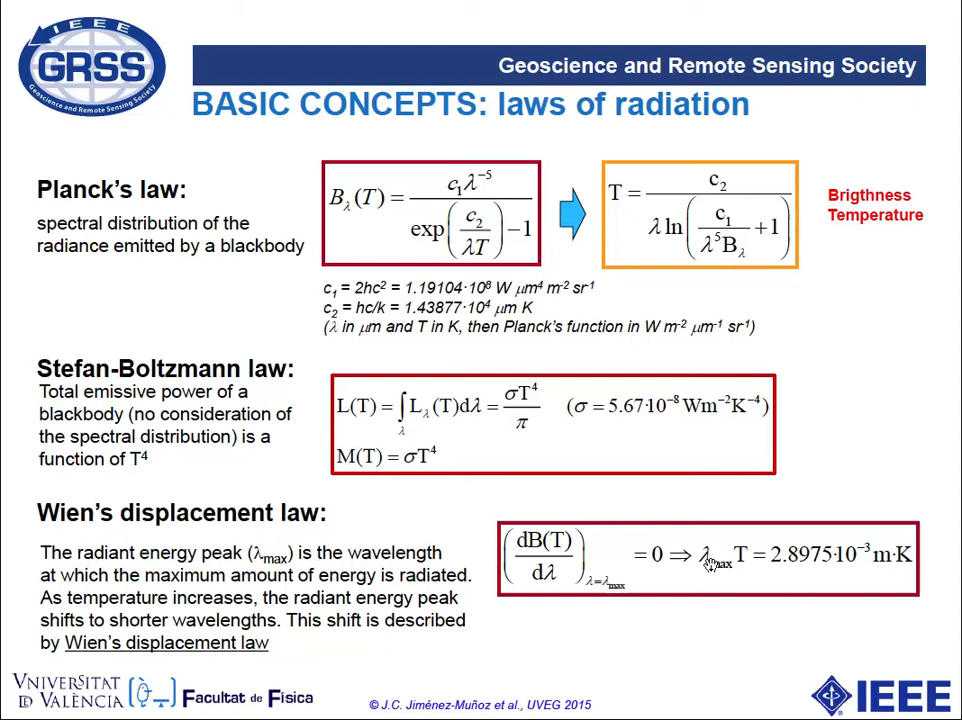 IEEE
GRSS
Geoscience and Remote Sensing Society
Geoscience and Remote Sensing Society
BASIC CONCEPTS: laws of radiation
Planck's law:
spectral distribution of the
radiance emitted by a blackbody
B_λ(T) = c₁λ⁻⁵ / (exp(c₂/λT) − 1)
T = c₂ / (λ ln(c₁/(λ⁵B_λ) + 1))
Brigthness
Temperature
c₁ = 2hc² = 1.19104·10⁸ W μm⁴ m⁻² sr⁻¹
c₂ = hc/k = 1.43877·10⁴ μm K
(λ in μm and T in K, then Planck's function in W m⁻² μm⁻¹ sr⁻¹)
Stefan-Boltzmann law:
Total emissive power of a
blackbody (no consideration of
the spectral distribution) is a
function of T⁴
L(T) = ∫_λ L_λ(T)dλ = σT⁴/π (σ = 5.67·10⁻⁸ Wm⁻²K⁻⁴)
M(T) = σT⁴
Wien's displacement law:
The radiant energy peak (λmax) is the wavelength
at which the maximum amount of energy is radiated.
As temperature increases, the radiant energy peak
shifts to shorter wavelengths. This shift is described
by Wien's displacement law
(dB(T)/dλ)_λ=λmax = 0 ⇒ λmaxT = 2.8975·10⁻³ m·K
VNIVERSITAT
DE VALÈNCIA
Facultat de Física
© J.C. Jiménez-Muñoz et al., UVEG 2015
IEEE